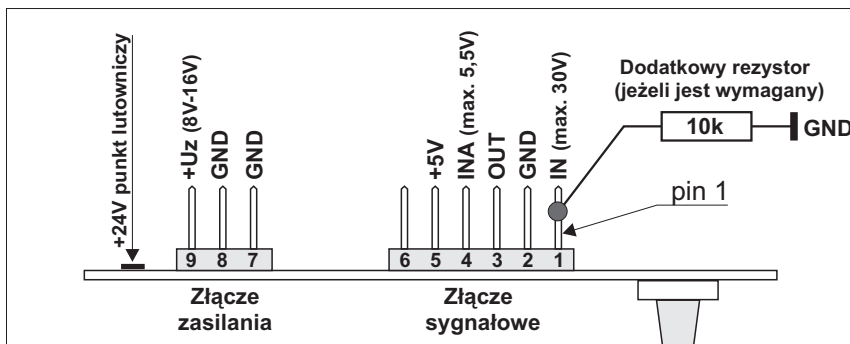 +24V punkt lutowniczy
+Uz (8V-16V)
GND
GND
+5V
INA (max. 5,5V)
OUT
GND
IN (max. 30V)
Dodatkowy rezystor
(jeżeli jest wymagany)
10k
GND
pin 1
9 8 7
6 5 4 3 2 1
Złącze
zasilania
Złącze
sygnałowe